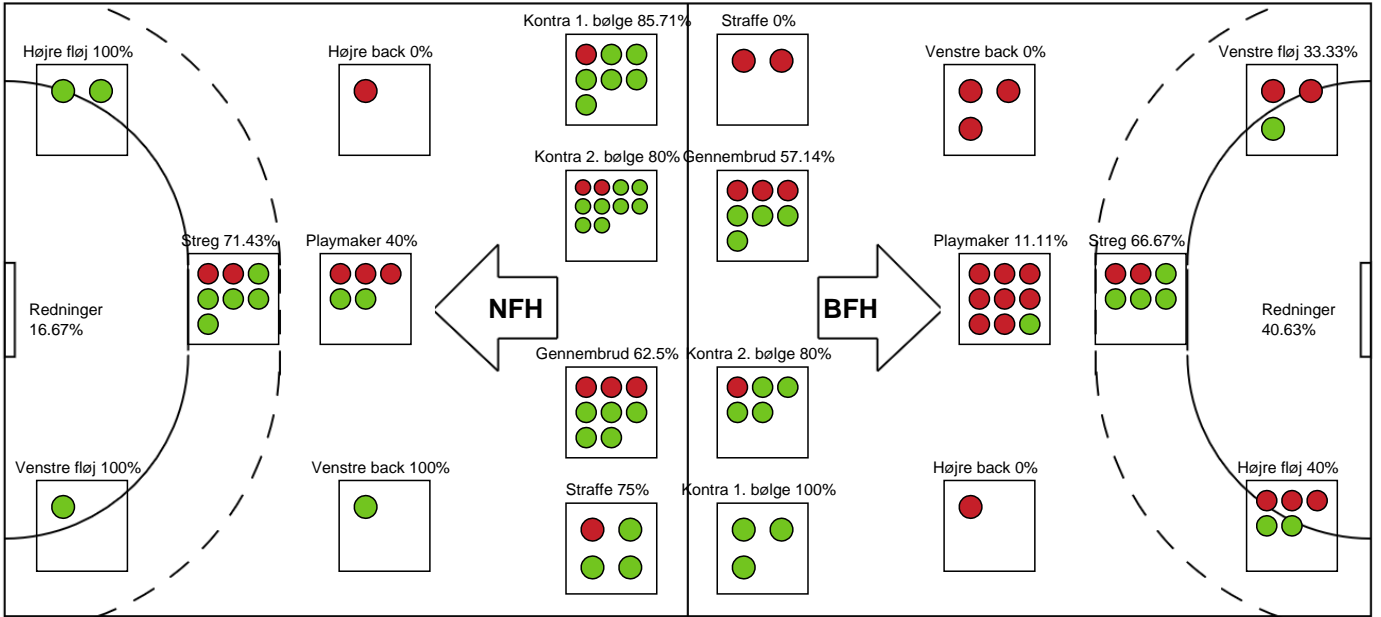 Kontra 1. bølge 85.71%
Straffe 0%
Højre fløj 100%
Højre back 0%
Venstre back 0%
Venstre fløj 33.33%
Kontra 2. bølge 80%
Gennembrud 57.14%
Streg 71.43%
Playmaker 40%
Playmaker 11.11%
Streg 66.67%
Redninger
16.67%
NFH
BFH
Redninger
40.63%
Gennembrud 62.5%
Kontra 2. bølge 80%
Venstre fløj 100%
Venstre back 100%
Straffe 75%
Kontra 1. bølge 100%
Højre back 0%
Højre fløj 40%